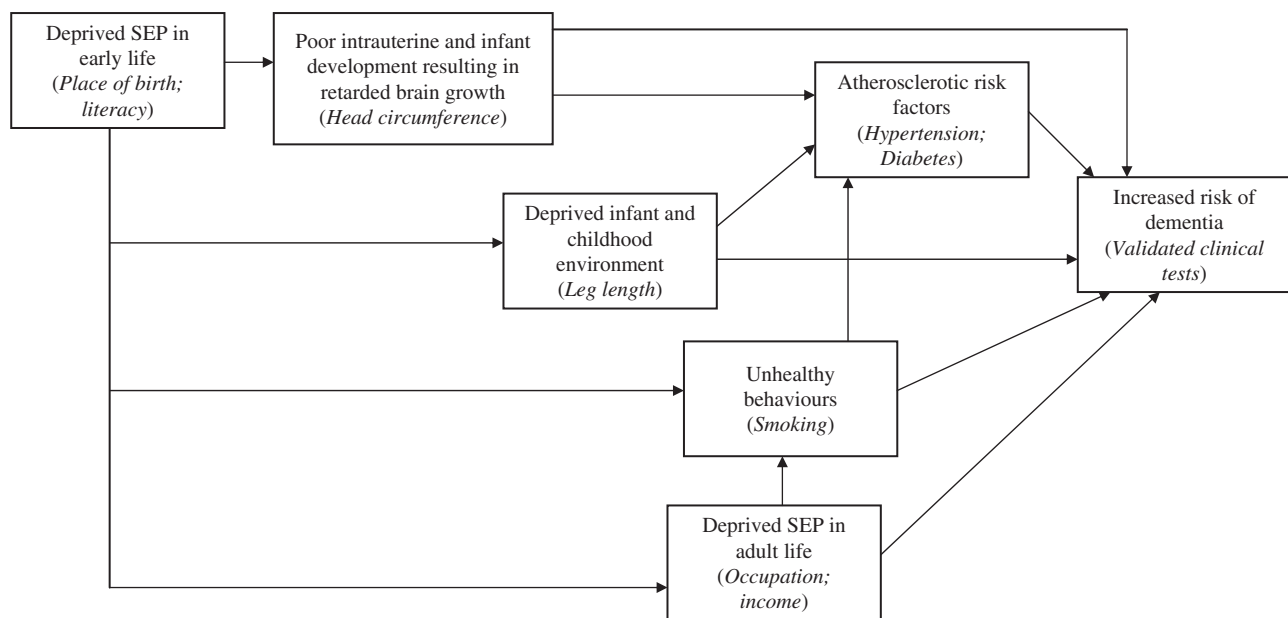 Deprived SEP in
early life
(Place of birth;
literacy)
Poor intrauterine and infant
development resulting in
retarded brain growth
(Head circumference)
Atherosclerotic risk
factors
(Hypertension;
Diabetes)
Increased risk of
dementia
(Validated clinical
tests)
Deprived infant and
childhood
environment
(Leg length)
Unhealthy
behaviours
(Smoking)
Deprived SEP in
adult life
(Occupation;
income)